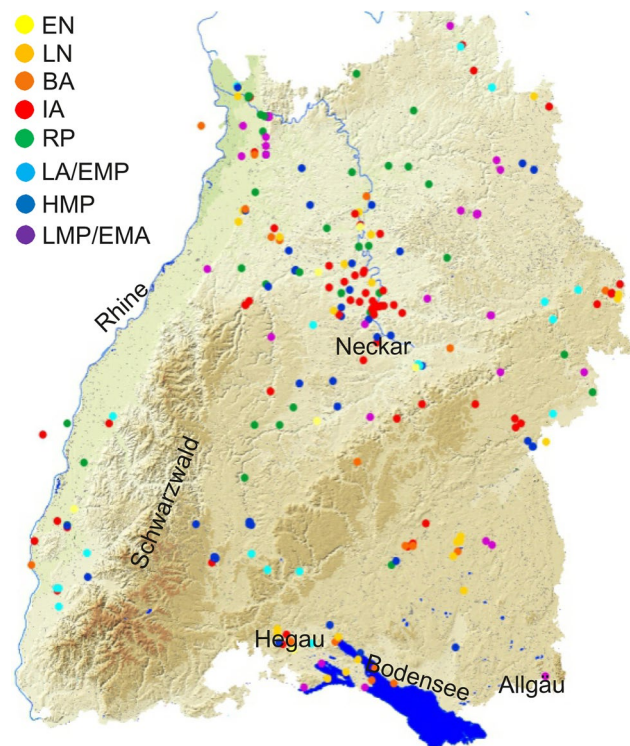 EN
LN
BA
IA
RP
LA/EMP
HMP
LMP/EMA
Rhine
Neckar
Schwarzwald
Hegau
Bodensee
Allgäu